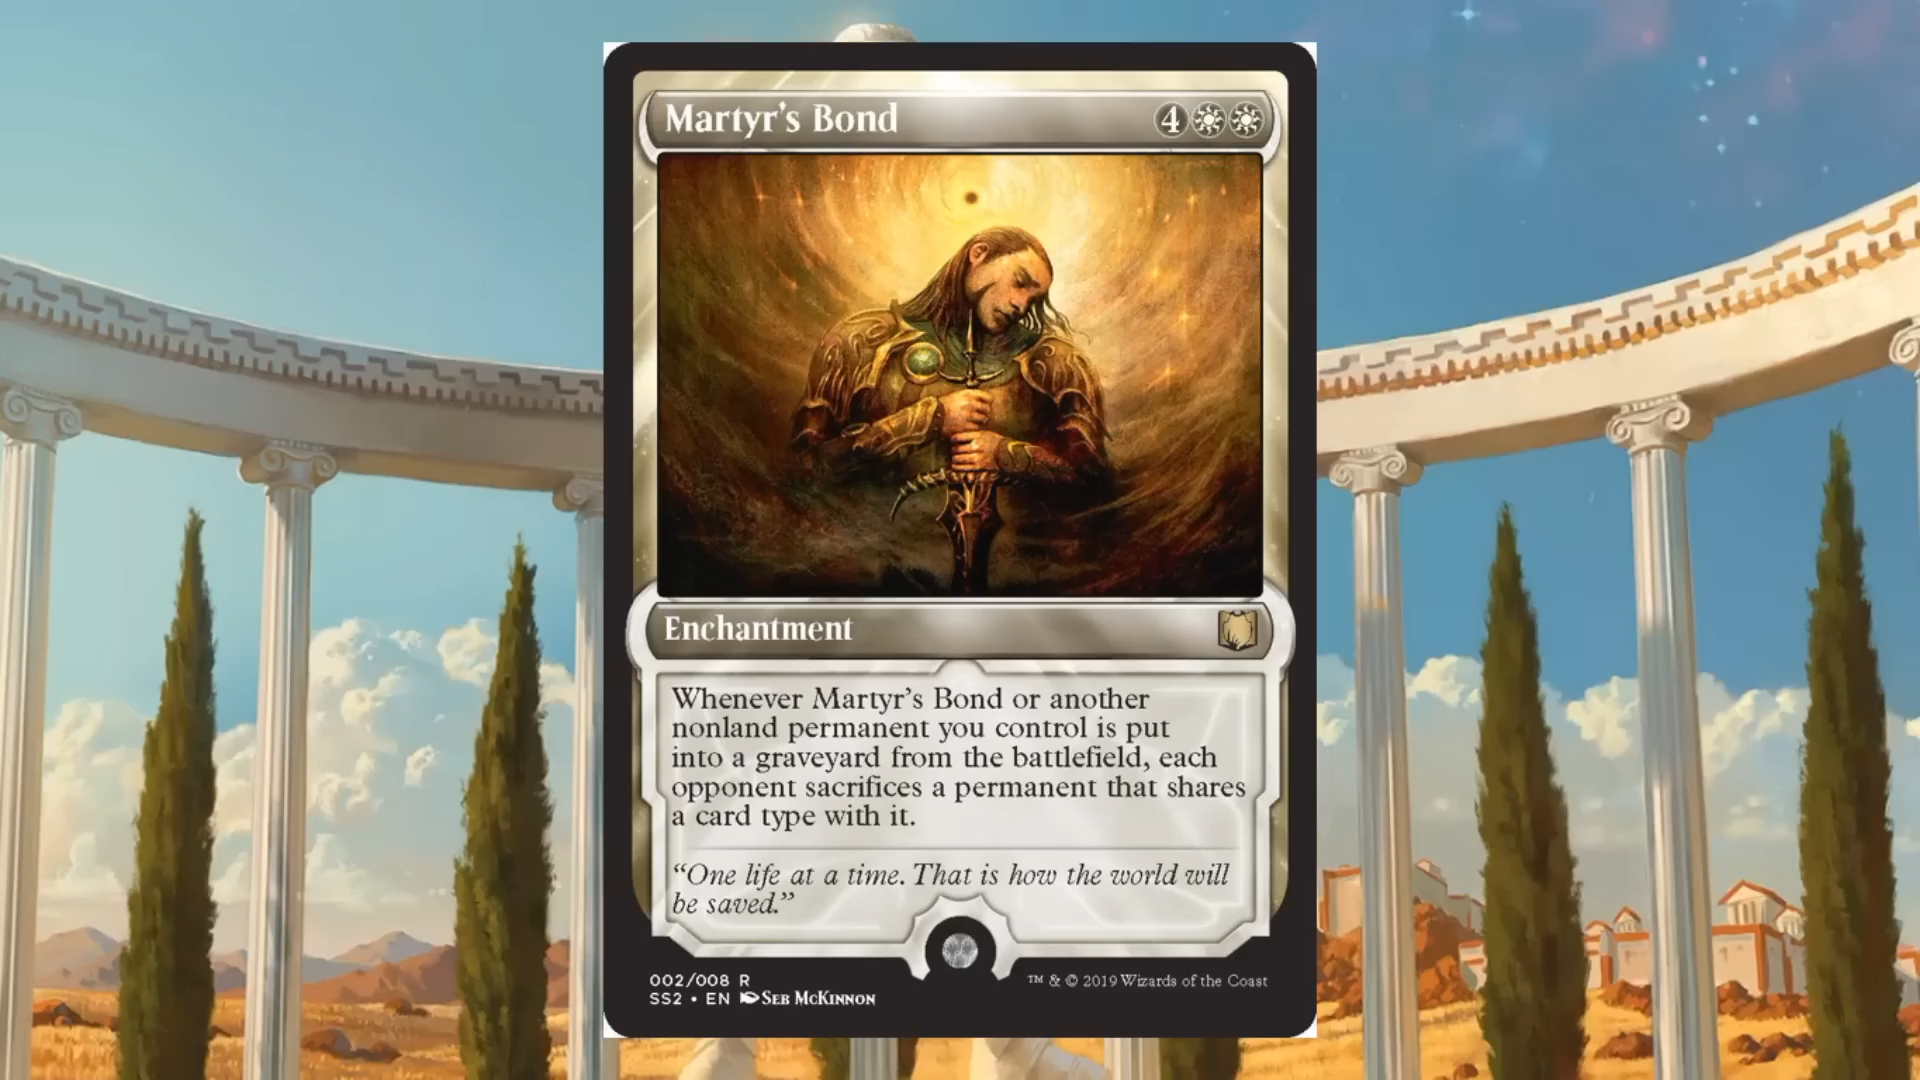 Martyr's Bond 4
Enchantment
Whenever Martyr's Bond or another
nonland permanent you control is put
into a graveyard from the battlefield, each
opponent sacrifices a permanent that shares
a card type with it.
“One life at a time. That is how the world will
be saved.”
002/008 R
SS2 • EN Seb McKinnon
™ & © 2019 Wizards of the Coast